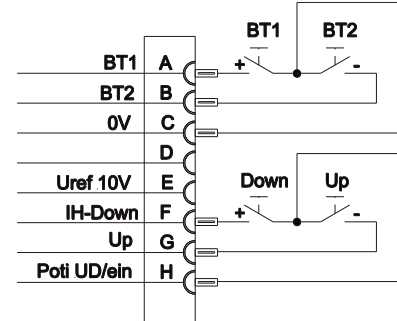 BT1 BT2
BT1 A
+ -
BT2 B
0V C
D
Uref 10V E
Down Up
IH-Down F
+ -
Up G
Poti UD/ein H